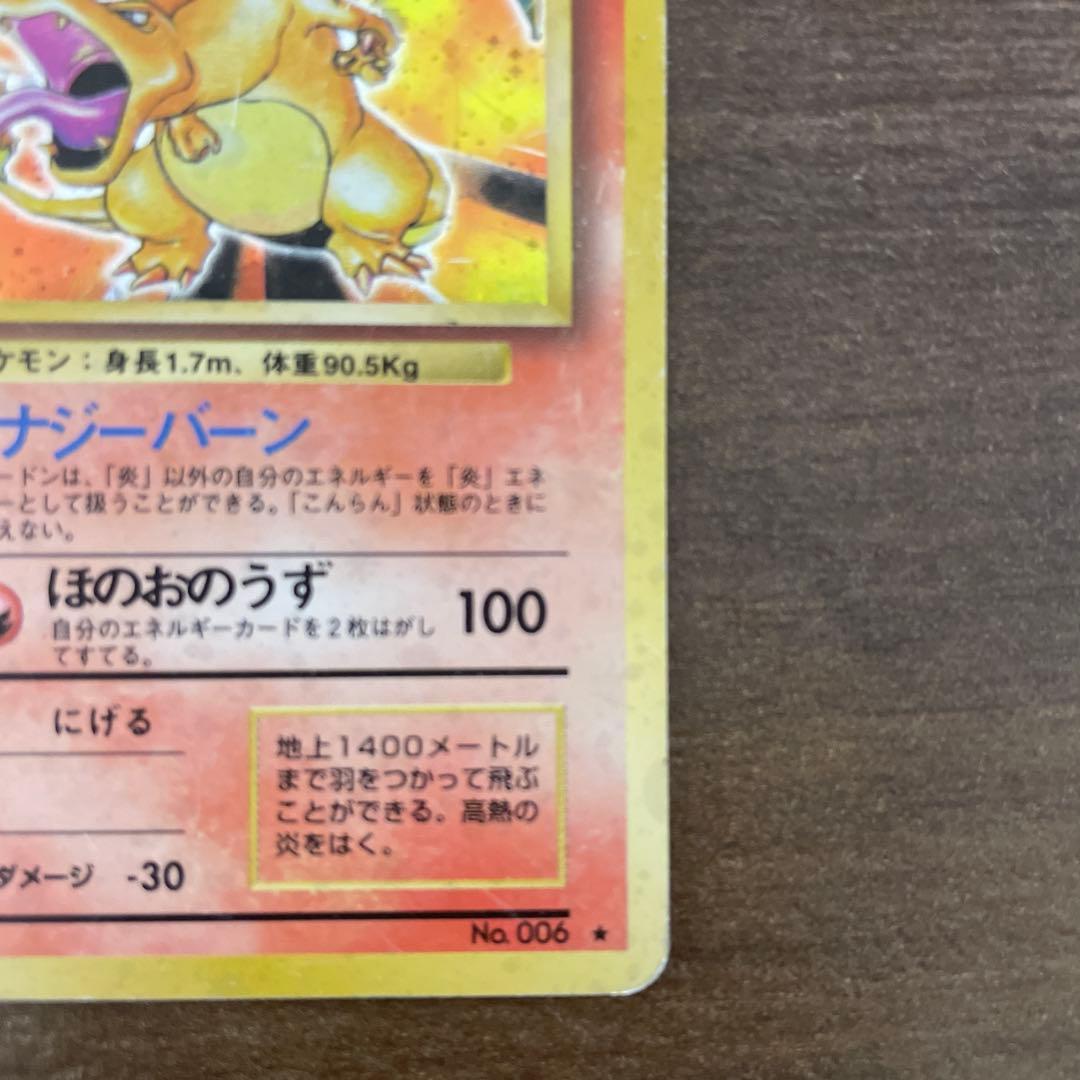 ケモン：身長1.7m、体重90.5Kg
ナジーバーン
ードンは、「炎」以外の自分のエネルギーを「炎」エネ
ーとして扱うことができる。「こんらん」状態のときに
えない。
ほのおのうず 100
自分のエネルギーカードを2枚はがし
てすてる。
にげる
地上1400メートル
まで羽をつかって飛ぶ
ことができる。高熱の
炎をはく。
ダメージ -30
No. 006 ★